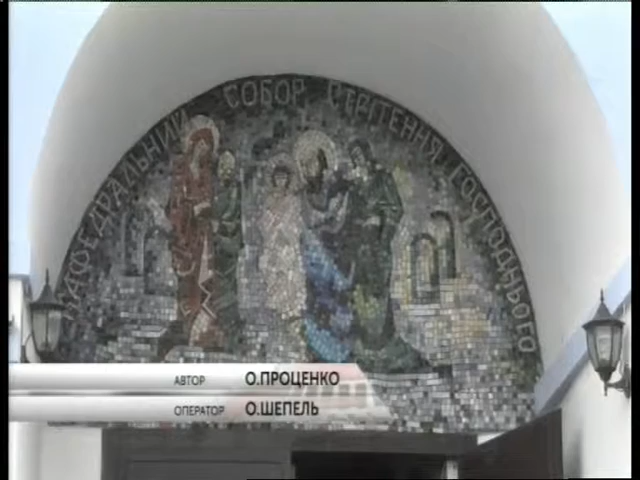 КАФЕДРАЛЬНИЙ СОБОР СТРІТЕННЯ ГОСПОДНЬОГО
АВТОР О.ПРОЦЕНКО
ОПЕРАТОР О.ШЕПЕЛЬ